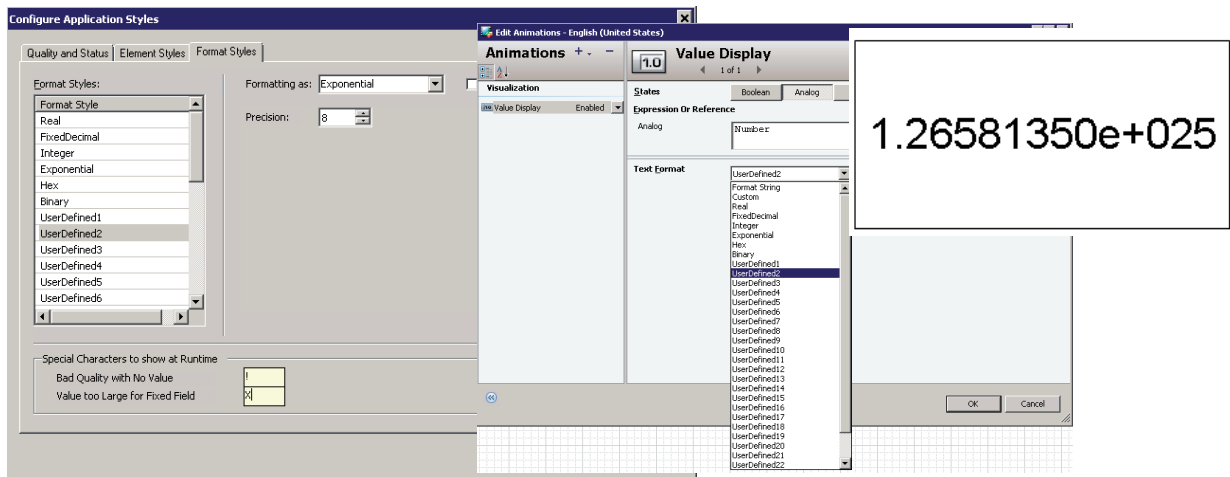 Configure Application Styles
Quality and Status Element Styles Format Styles
Format Styles:
Format Style
Real
FixedDecimal
Integer
Exponential
Hex
Binary
UserDefined1
UserDefined2
UserDefined3
UserDefined4
UserDefined5
UserDefined6
Formatting as: Exponential
Precision: 8
Special Characters to show at Runtime
Bad Quality with No Value !
Value too Large for Fixed Field X
Edit Animations - English (United States)
Animations
Visualization
Value Display Enabled
1.0 Value Display
1 of 1
States Boolean Analog
Expression Or Reference
Analog Number
Text Format UserDefined2
Format String
Custom
Real
FixedDecimal
Integer
Exponential
Hex
Binary
UserDefined1
UserDefined2
UserDefined3
UserDefined4
UserDefined5
UserDefined6
UserDefined7
UserDefined8
UserDefined9
UserDefined10
UserDefined11
UserDefined12
UserDefined13
UserDefined14
UserDefined15
UserDefined16
UserDefined17
UserDefined18
UserDefined19
UserDefined20
UserDefined21
UserDefined22
OK Cancel
1.26581350e+025